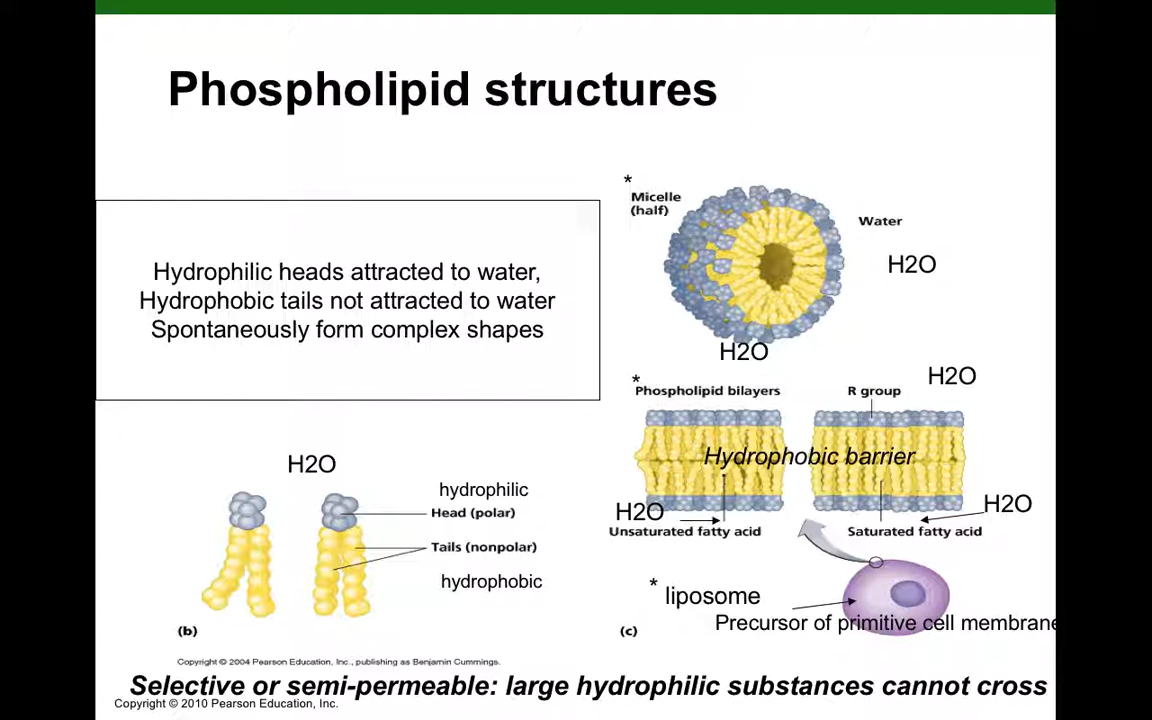 Phospholipid structures
Hydrophilic heads attracted to water,
Hydrophobic tails not attracted to water
Spontaneously form complex shapes
*
Micelle
(half)
Water
H2O
H2O
H2O
*
Phospholipid bilayers
R group
Hydrophobic barrier
H2O
H2O
Unsaturated fatty acid
Saturated fatty acid
H2O
hydrophilic
Head (polar)
Tails (nonpolar)
hydrophobic
(b)
* liposome
Precursor of primitive cell membrane
(c)
Copyright © 2004 Pearson Education, Inc., publishing as Benjamin Cummings.
Selective or semi-permeable: large hydrophilic substances cannot cross
Copyright © 2010 Pearson Education, Inc.